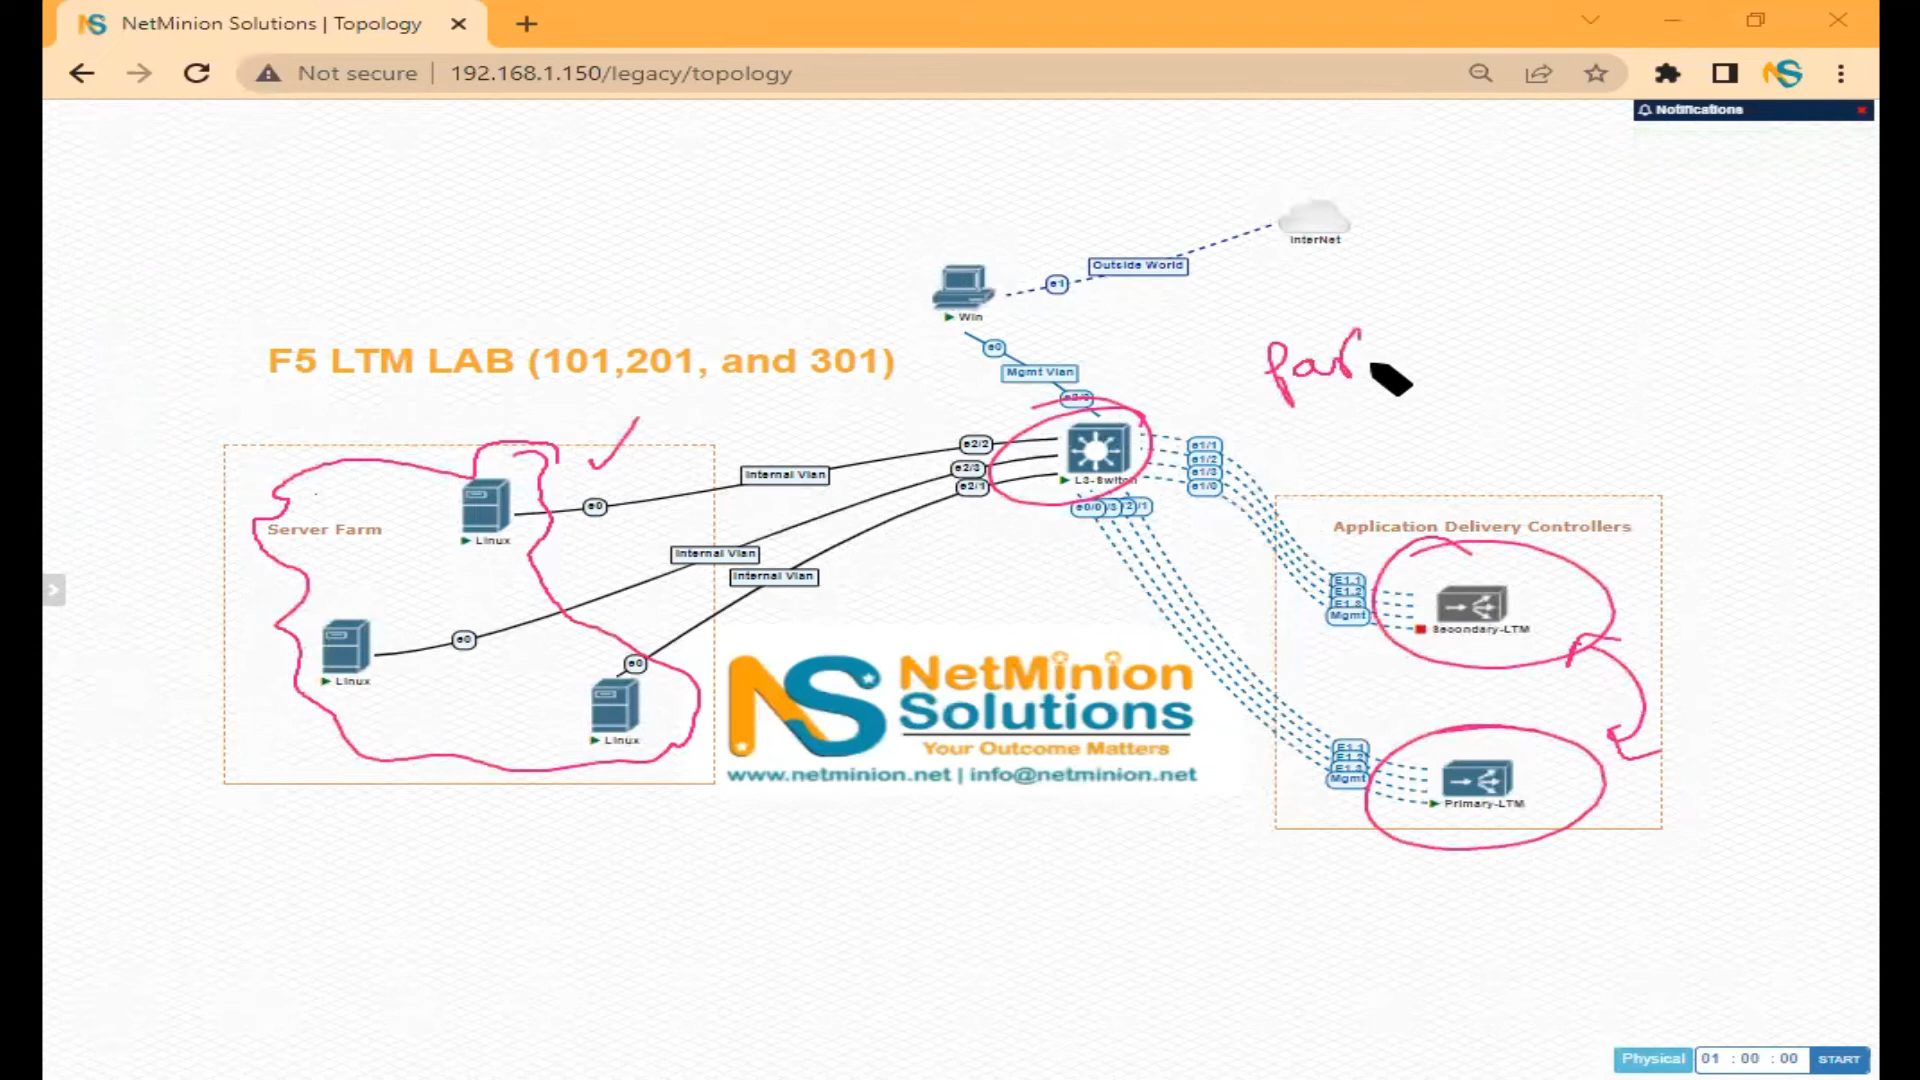 NetMinion Solutions | Topology
Not secure
192.168.1.150/legacy/topology
Notifications
InterNet
Outside World
e1
Win
e0
Mgmt Vlan
F5 LTM LAB (101,201, and 301)
par
e2/2
e2/3
e2/1
L3-Switch
e1/1
e1/2
e1/3
e1/0
e0/0
Internal Vlan
e0
Server Farm
Linux
Internal Vlan
Internal Vlan
Application Delivery Controllers
E1.1
E1.2
E1.3
Mgmt
Secondary-LTM
e0
Linux
e0
Linux
NetMinion
Solutions
Your Outcome Matters
www.netminion.net | info@netminion.net
E1.1
E1.2
E1.3
Mgmt
Primary-LTM
Physical
01 : 00 : 00
START